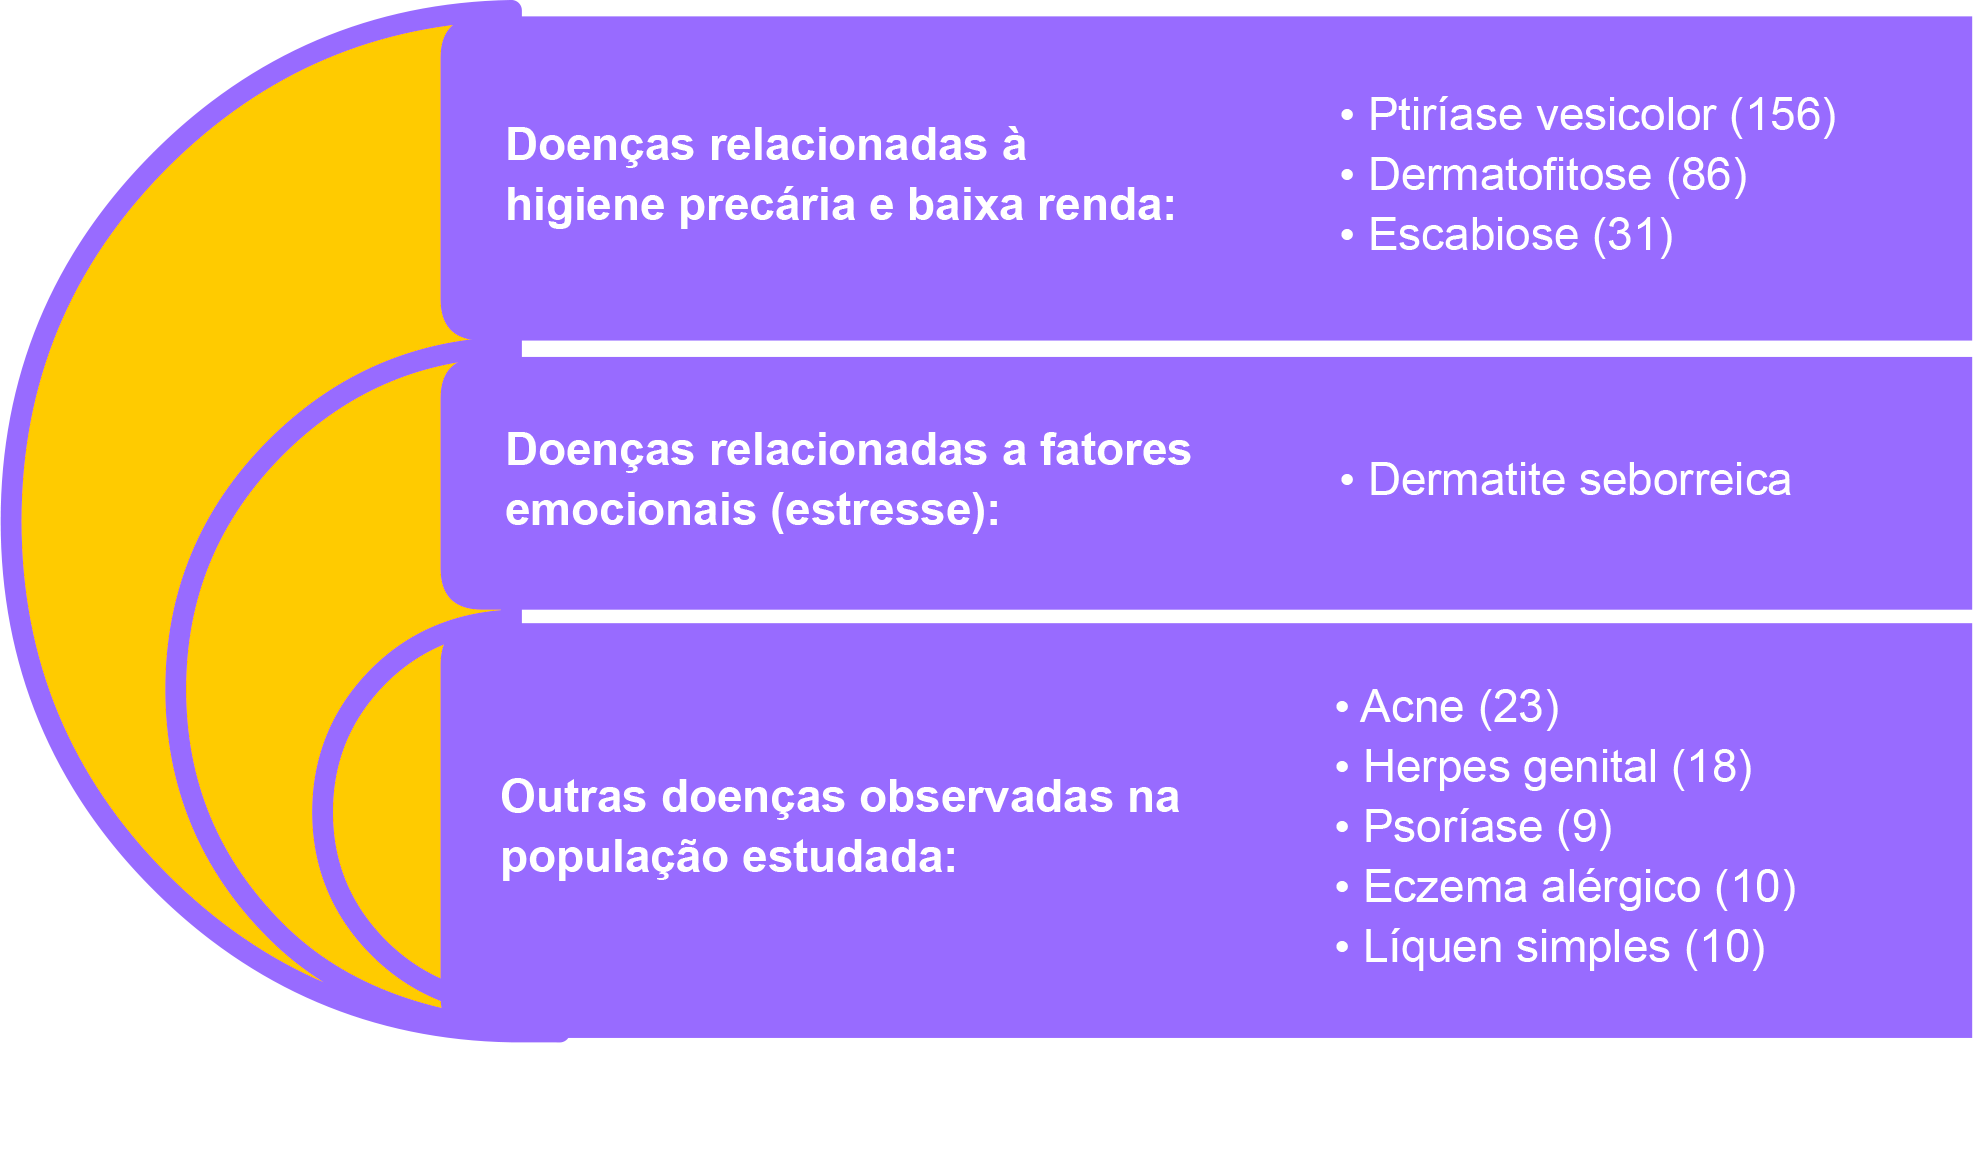 Doenças relacionadas à
higiene precária e baixa renda:
• Ptiríase vesicolor (156)
• Dermatofitose (86)
• Escabiose (31)
Doenças relacionadas a fatores
emocionais (estresse):
• Dermatite seborreica
Outras doenças observadas na
população estudada:
• Acne (23)
• Herpes genital (18)
• Psoríase (9)
• Eczema alérgico (10)
• Líquen simples (10)